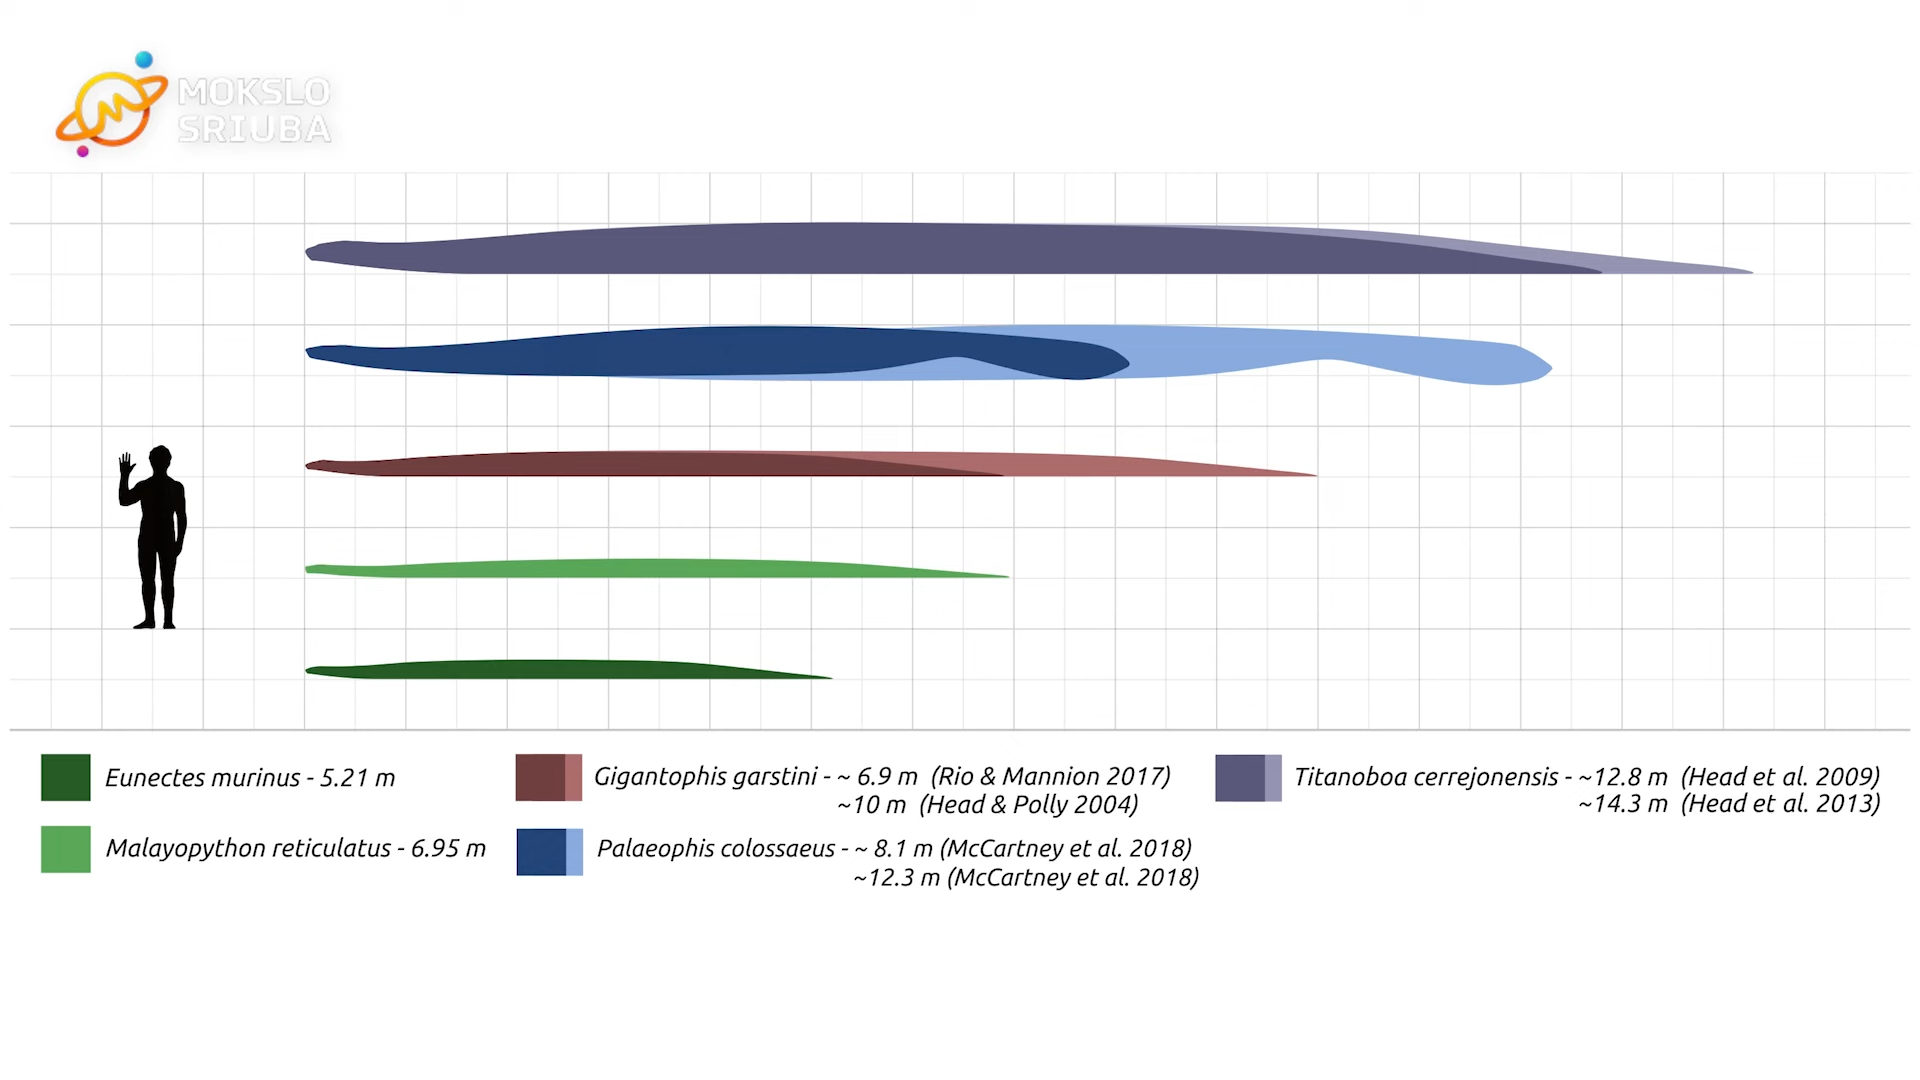 MOKSLO
SRIUBA
Eunectes murinus - 5.21 m
Malayopython reticulatus - 6.95 m
Gigantophis garstini - ~ 6.9 m (Rio & Mannion 2017)
~10 m (Head & Polly 2004)
Palaeophis colossaeus - ~ 8.1 m (McCartney et al. 2018)
~12.3 m (McCartney et al. 2018)
Titanoboa cerrejonensis - ~12.8 m (Head et al. 2009)
~14.3 m (Head et al. 2013)